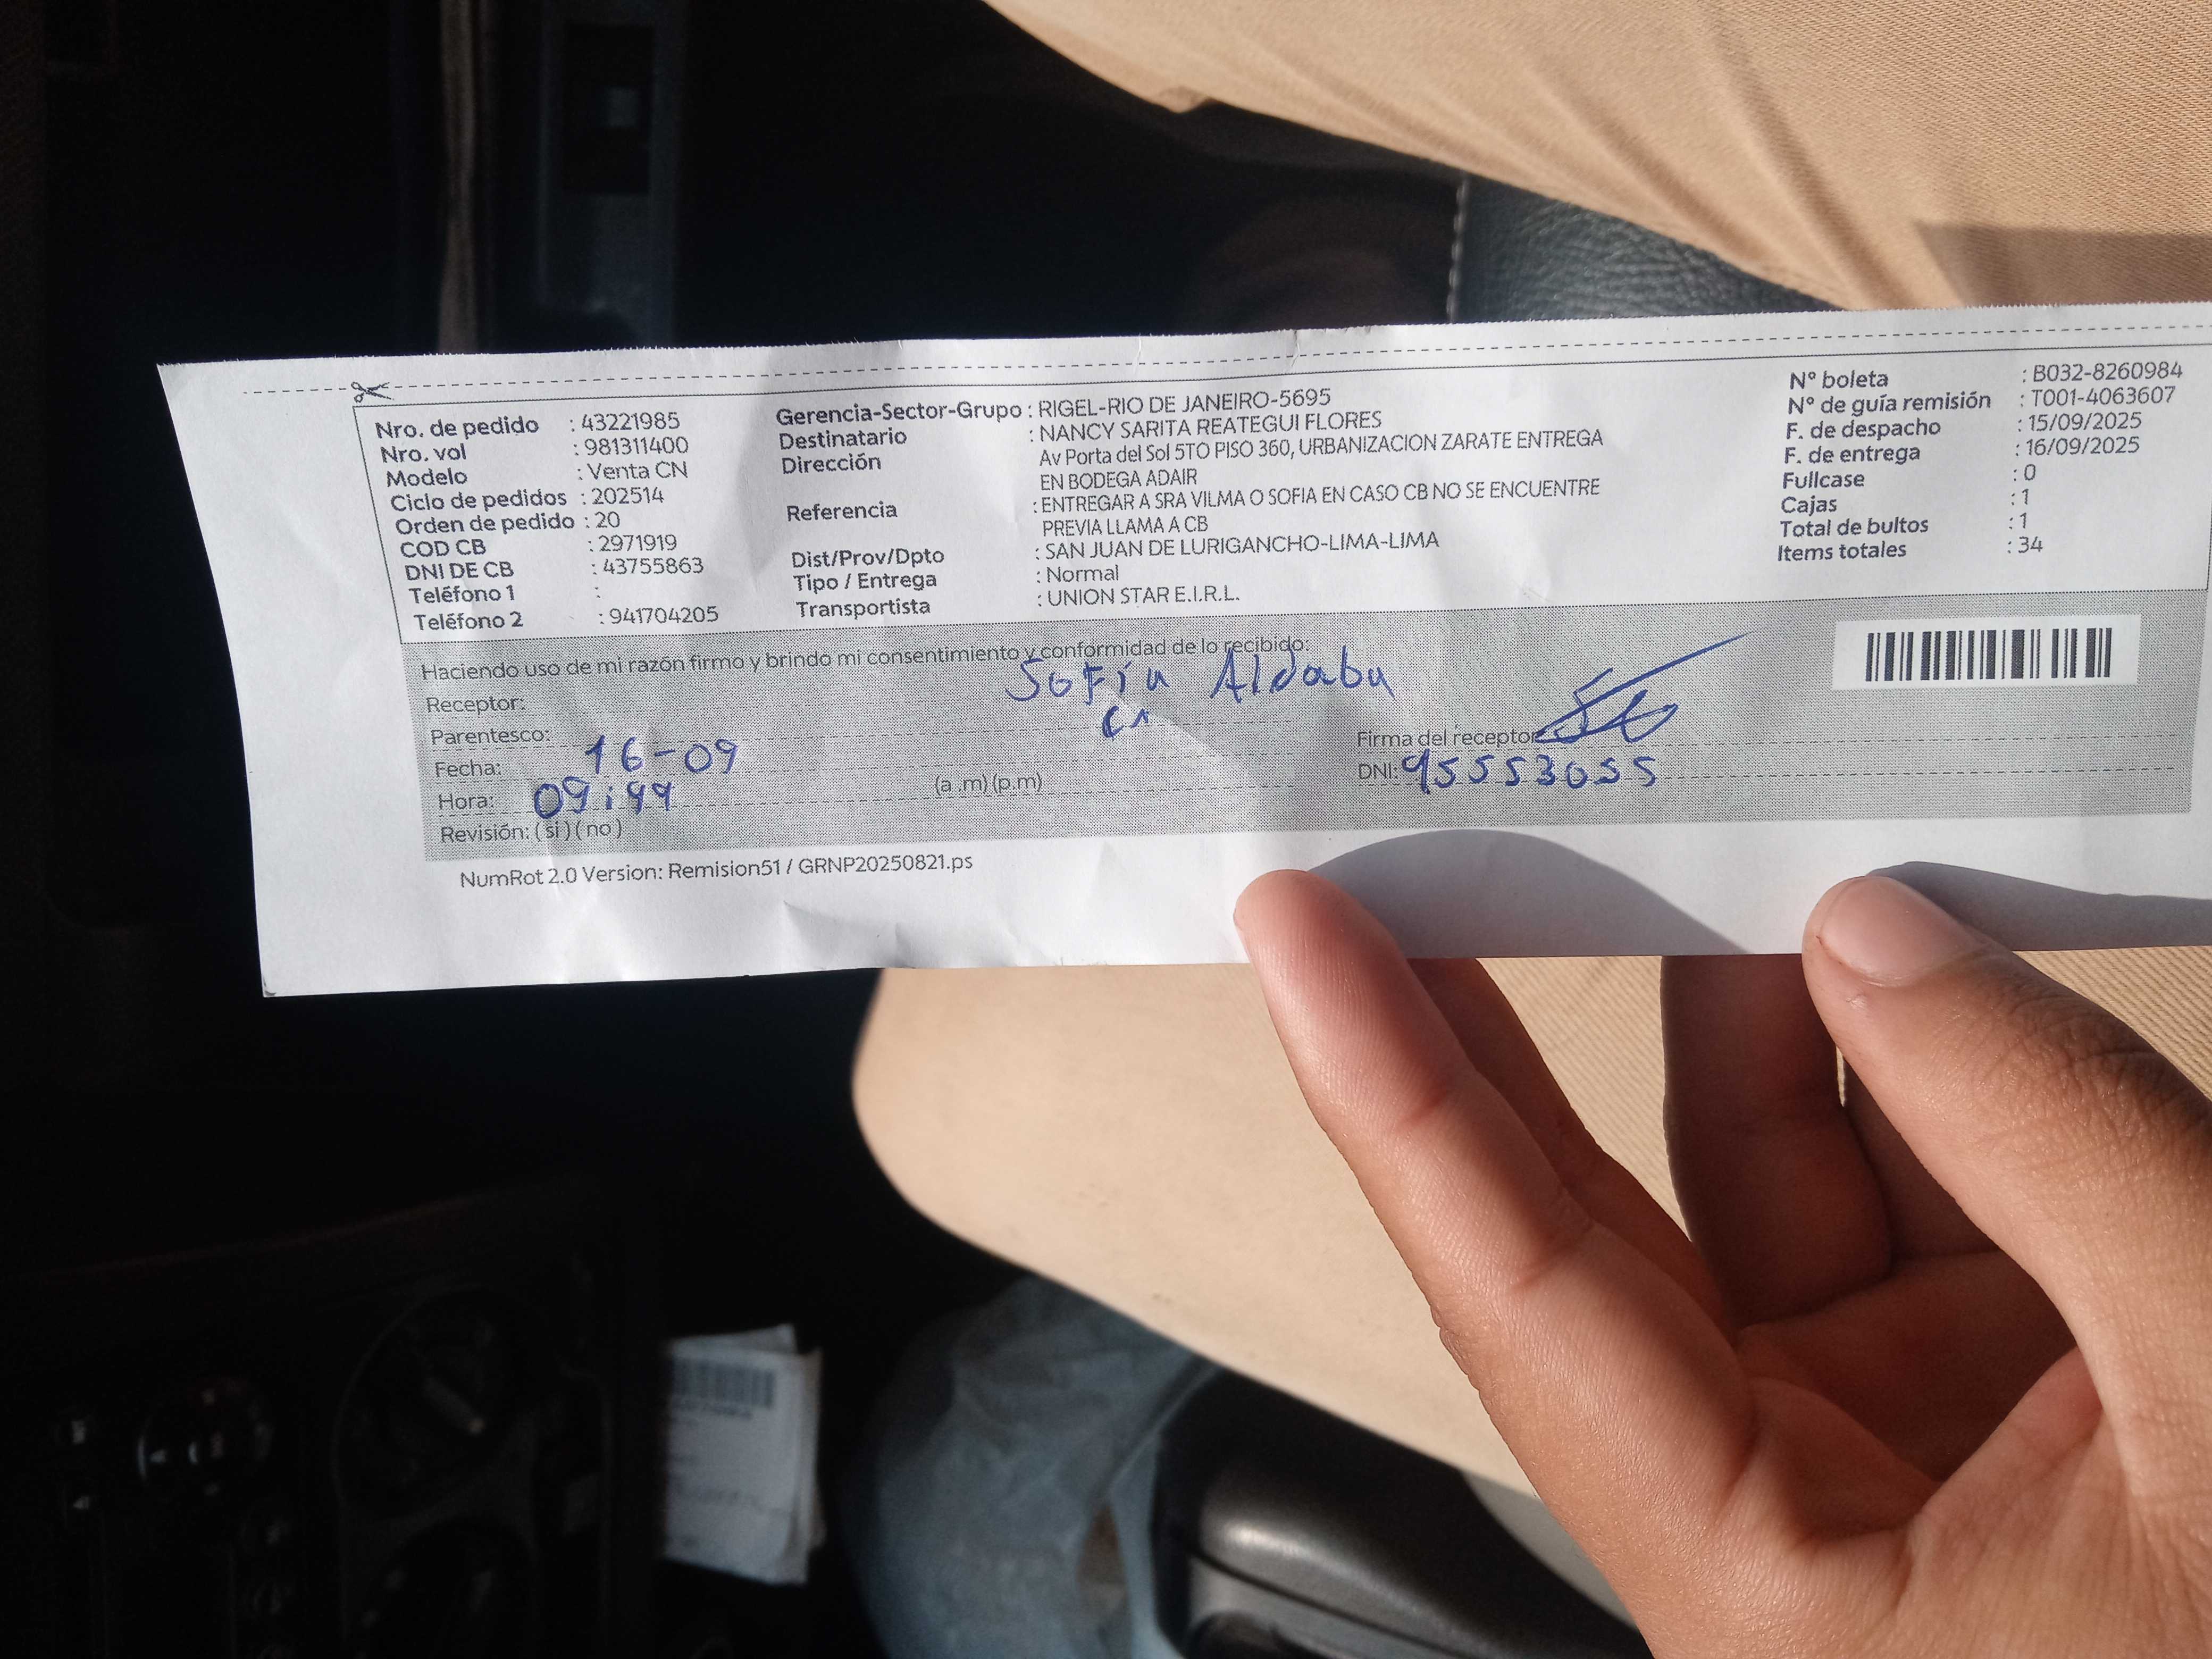 Nro. de pedido : 43221985
Nro. vol : 981311400
Modelo : Venta CN
Ciclo de pedidos : 202514
Orden de pedido : 20
COD CB : 2971919
DNI DE CB : 43755863
Teléfono 1 :
Teléfono 2 : 941704205
Gerencia-Sector-Grupo : RIGEL-RIO DE JANEIRO-5695
Destinatario : NANCY SARITA REATEGUI FLORES
Dirección Av Porta del Sol 5TO PISO 360, URBANIZACION ZARATE ENTREGA
EN BODEGA ADAIR
Referencia : ENTREGAR A SRA VILMA O SOFIA EN CASO CB NO SE ENCUENTRE
PREVIA LLAMA A CB
Dist/Prov/Dpto : SAN JUAN DE LURIGANCHO-LIMA-LIMA
Tipo / Entrega : Normal
Transportista : UNION STAR E.I.R.L.
N° boleta : B032-8260984
N° de guía remisión : T001-4063607
F. de despacho : 15/09/2025
F. de entrega : 16/09/2025
Fullcase : 0
Cajas : 1
Total de bultos : 1
Items totales : 34
Haciendo uso de mi razón firmo y brindo mi consentimiento y conformidad de lo recibido:
Receptor: Sofía Aldaba
Parentesco:
Firma del receptor
Fecha: 16-09
DNI: 45553055
Hora: 09:44 (a .m) (p.m)
Revisión: ( si ) ( no )
NumRot 2.0 Version: Remision51 / GRNP20250821.ps